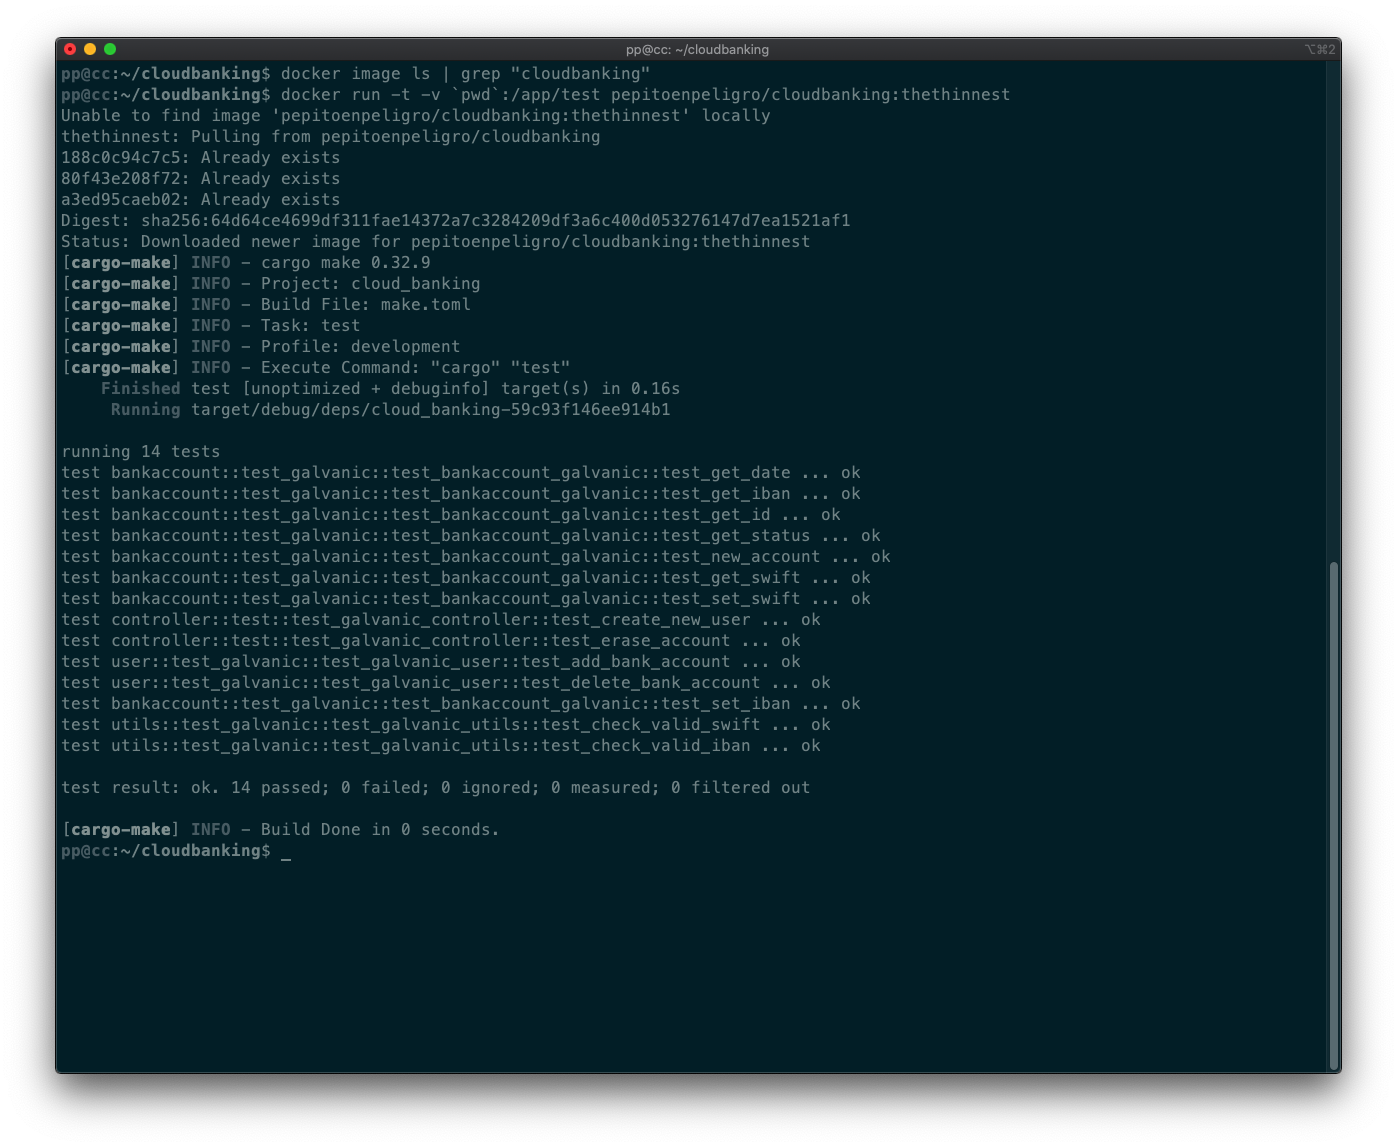 pp@cc: ~/cloudbanking
⌥⌘2
pp@cc:~/cloudbanking$ docker image ls | grep "cloudbanking"
pp@cc:~/cloudbanking$ docker run -t -v `pwd`:/app/test pepitoenpeligro/cloudbanking:thethinnest
Unable to find image 'pepitoenpeligro/cloudbanking:thethinnest' locally
thethinnest: Pulling from pepitoenpeligro/cloudbanking
188c0c94c7c5: Already exists
80f43e208f72: Already exists
a3ed95caeb02: Already exists
Digest: sha256:64d64ce4699df311fae14372a7c3284209df3a6c400d053276147d7ea1521af1
Status: Downloaded newer image for pepitoenpeligro/cloudbanking:thethinnest
[cargo-make] INFO - cargo make 0.32.9
[cargo-make] INFO - Project: cloud_banking
[cargo-make] INFO - Build File: make.toml
[cargo-make] INFO - Task: test
[cargo-make] INFO - Profile: development
[cargo-make] INFO - Execute Command: "cargo" "test"
    Finished test [unoptimized + debuginfo] target(s) in 0.16s
     Running target/debug/deps/cloud_banking-59c93f146ee914b1
running 14 tests
test bankaccount::test_galvanic::test_bankaccount_galvanic::test_get_date ... ok
test bankaccount::test_galvanic::test_bankaccount_galvanic::test_get_iban ... ok
test bankaccount::test_galvanic::test_bankaccount_galvanic::test_get_id ... ok
test bankaccount::test_galvanic::test_bankaccount_galvanic::test_get_status ... ok
test bankaccount::test_galvanic::test_bankaccount_galvanic::test_new_account ... ok
test bankaccount::test_galvanic::test_bankaccount_galvanic::test_get_swift ... ok
test bankaccount::test_galvanic::test_bankaccount_galvanic::test_set_swift ... ok
test controller::test::test_galvanic_controller::test_create_new_user ... ok
test controller::test::test_galvanic_controller::test_erase_account ... ok
test user::test_galvanic::test_galvanic_user::test_add_bank_account ... ok
test user::test_galvanic::test_galvanic_user::test_delete_bank_account ... ok
test bankaccount::test_galvanic::test_bankaccount_galvanic::test_set_iban ... ok
test utils::test_galvanic::test_galvanic_utils::test_check_valid_swift ... ok
test utils::test_galvanic::test_galvanic_utils::test_check_valid_iban ... ok
test result: ok. 14 passed; 0 failed; 0 ignored; 0 measured; 0 filtered out
[cargo-make] INFO - Build Done in 0 seconds.
pp@cc:~/cloudbanking$ _